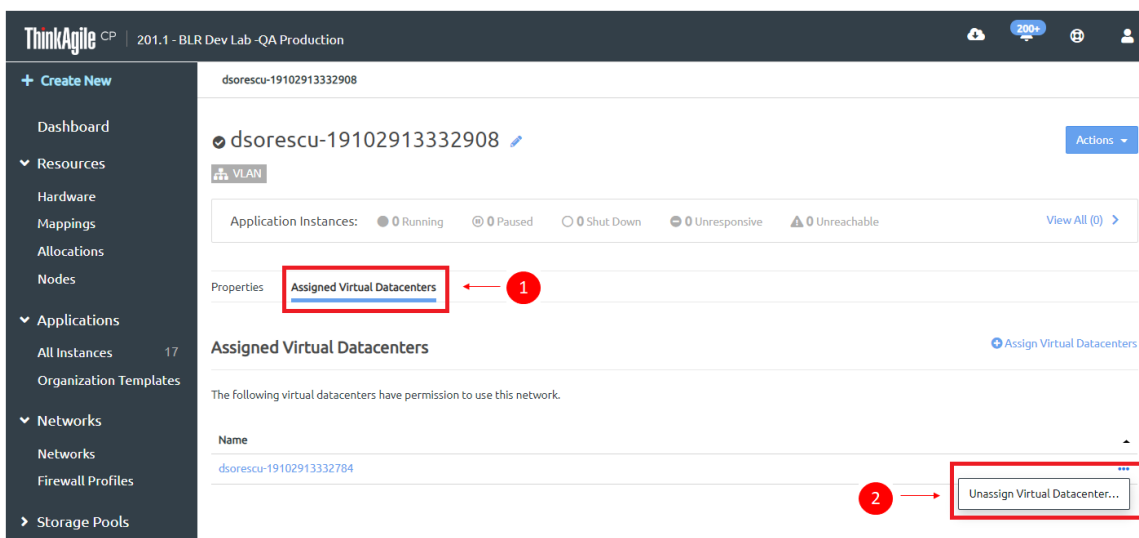 ThinkAgile CP 201.1 - BLR Dev Lab -QA Production 200+
+ Create New
dsorescu-19102913332908
Dashboard
dsorescu-19102913332908
Actions
Resources
VLAN
Hardware
Mappings
Application Instances: 0 Running 0 Paused 0 Shut Down 0 Unresponsive 0 Unreachable View All (0)
Allocations
Nodes
Properties Assigned Virtual Datacenters 1
Applications
All Instances 17
Assigned Virtual Datacenters Assign Virtual Datacenters
Organization Templates
The following virtual datacenters have permission to use this network.
Networks
Name
Networks
dsorescu-19102913332784
Firewall Profiles
2 Unassign Virtual Datacenter...
Storage Pools